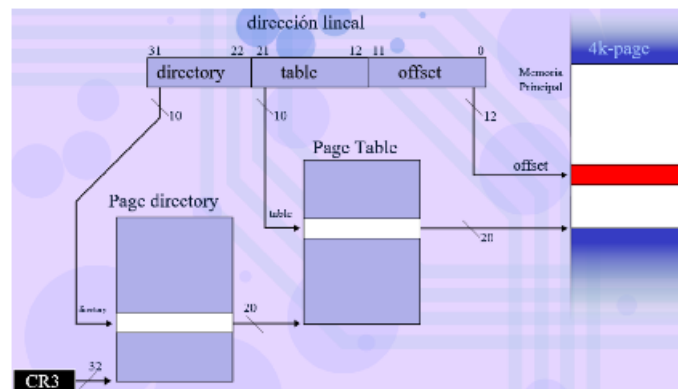 dirección lineal
31 22 21 12 11 0
directory table offset
4k-page
Memoria
Principal
10 10 12
Page Table
offset
Page directory
table
20
directory
20
32
CR3